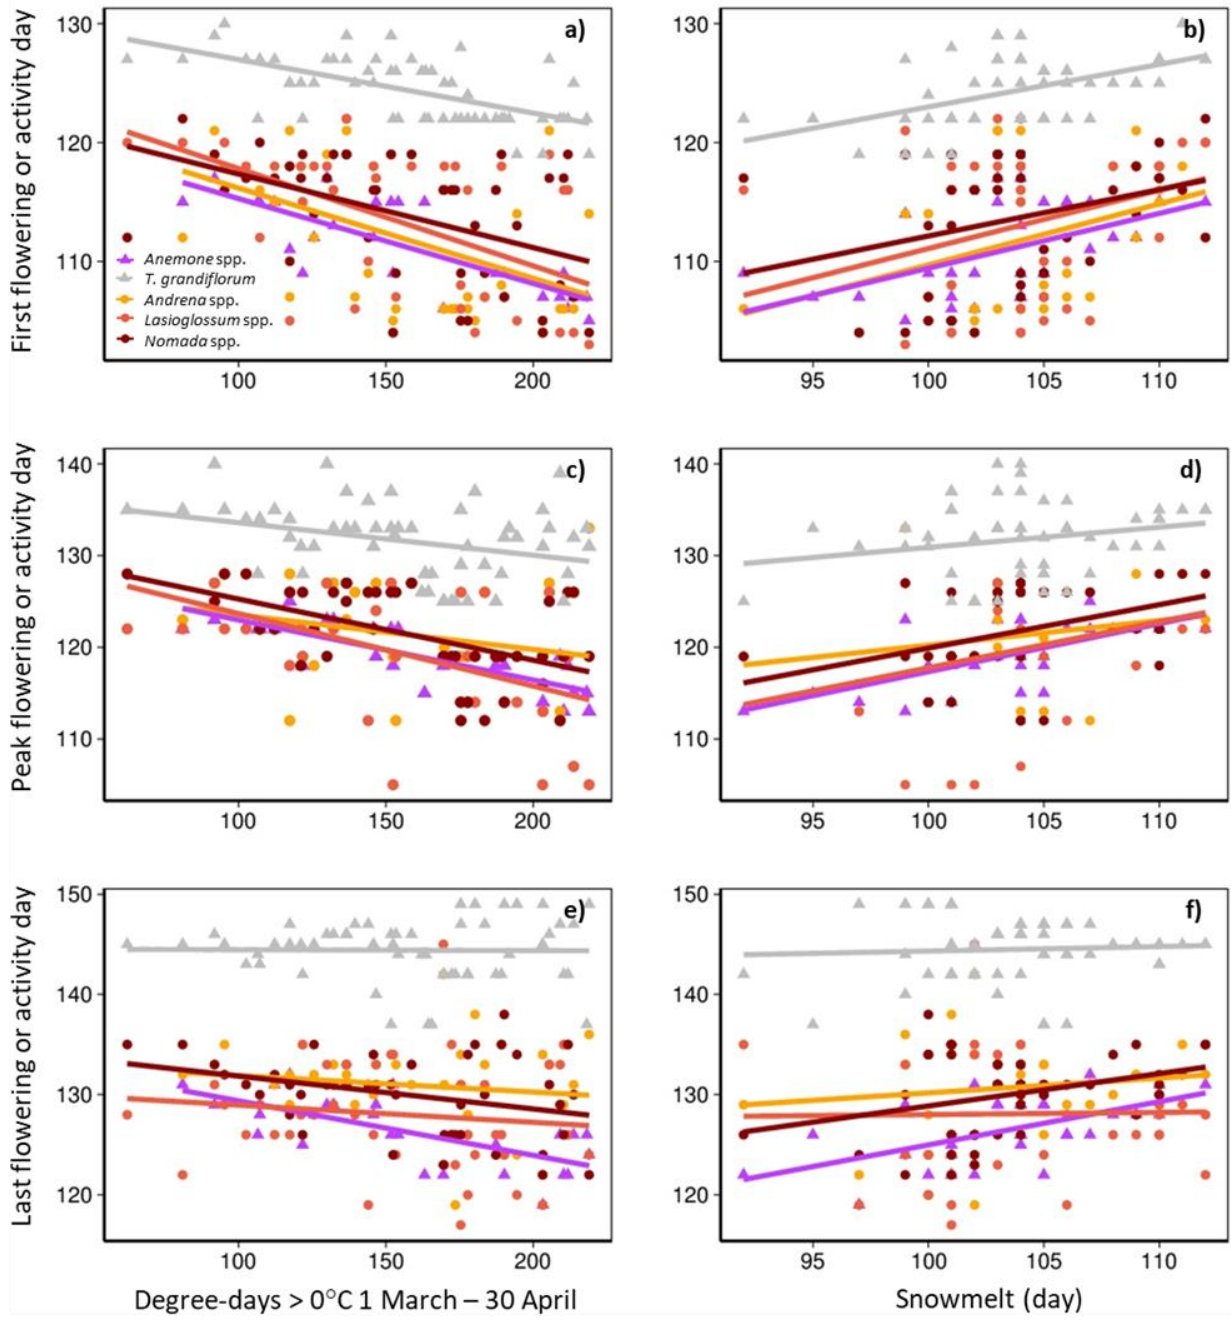 First flowering or activity day
130
120
110
a)
Anemone spp.
T. grandiflorum
Andrena spp.
Lasioglossum spp.
Nomada spp.
100 150 200
130
120
110
b)
95 100 105 110
Peak flowering or activity day
140
130
120
110
c)
100 150 200
140
130
120
110
d)
95 100 105 110
Last flowering or activity day
150
140
130
120
e)
100 150 200
Degree-days > 0°C 1 March – 30 April
150
140
130
120
f)
95 100 105 110
Snowmelt (day)